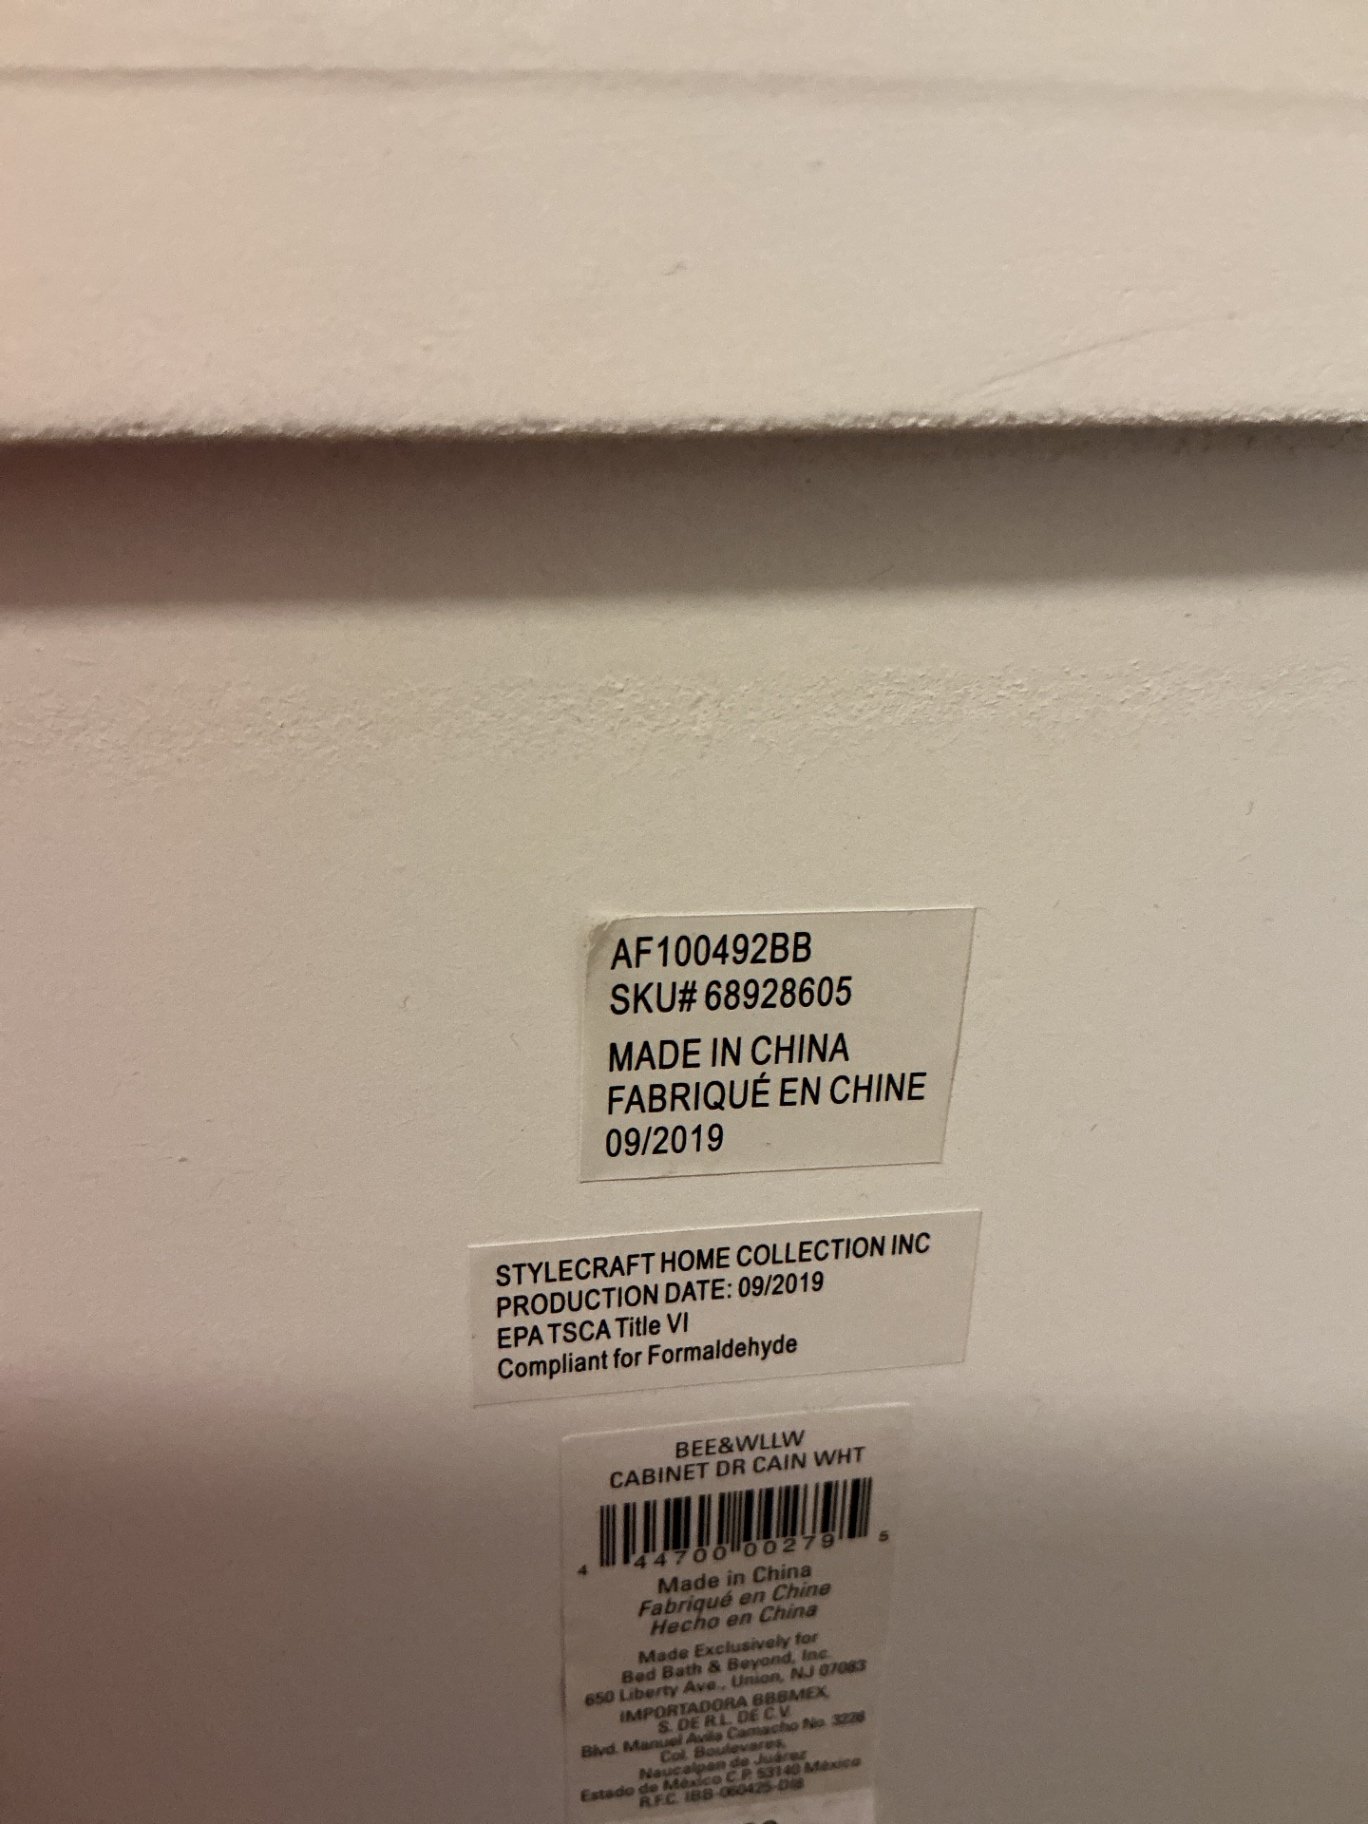 AF100492BB
SKU# 68928605
MADE IN CHINA
FABRIQUÉ EN CHINE
09/2019
STYLECRAFT HOME COLLECTION INC
PRODUCTION DATE: 09/2019
EPA TSCA Title VI
Compliant for Formaldehyde
BEE&WLLW
CABINET DR CAIN WHT
4 44700 00279 5
Made in China
Fabriqué en Chine
Hecho en China
Made Exclusively for
Bed Bath & Beyond, Inc.
650 Liberty Ave., Union, NJ 07083
IMPORTADORA BBBMEX,
S. DE R.L. DE C.V.
Blvd. Manuel Avila Camacho No. 3228
Col. Boulevares,
Naucalpan de Juárez
Estado de México C.P. 53140 México
R.F.C. IBB-060425-